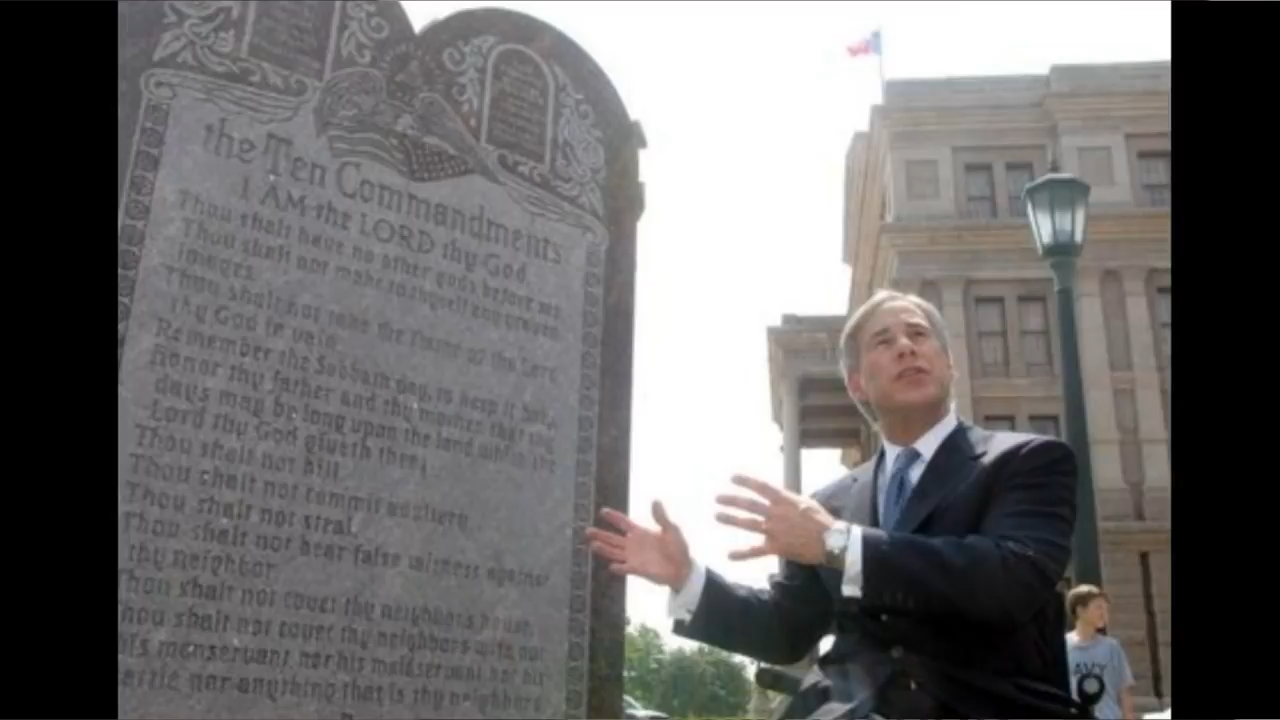 the Ten Commandments
I AM the LORD thy God.
Thou shalt have no other gods before me
Thou shalt not make to thyself any graven
images.
Thou shalt not take the Name of the Lord
thy God in vain.
Remember the Sabbath day, to keep it holy.
Honor thy father and thy mother that thy
days may be long upon the land which the
Lord thy God giveth thee.
Thou shalt not kill.
Thou shalt not commit adultery.
Thou shalt not steal.
Thou shalt not bear false witness against
thy neighbor.
Thou shalt not covet thy neighbors house.
Thou shalt not covet thy neighbors wife nor
his manservant nor his maidservant nor his
cattle nor anything that is thy neighbors
AVY